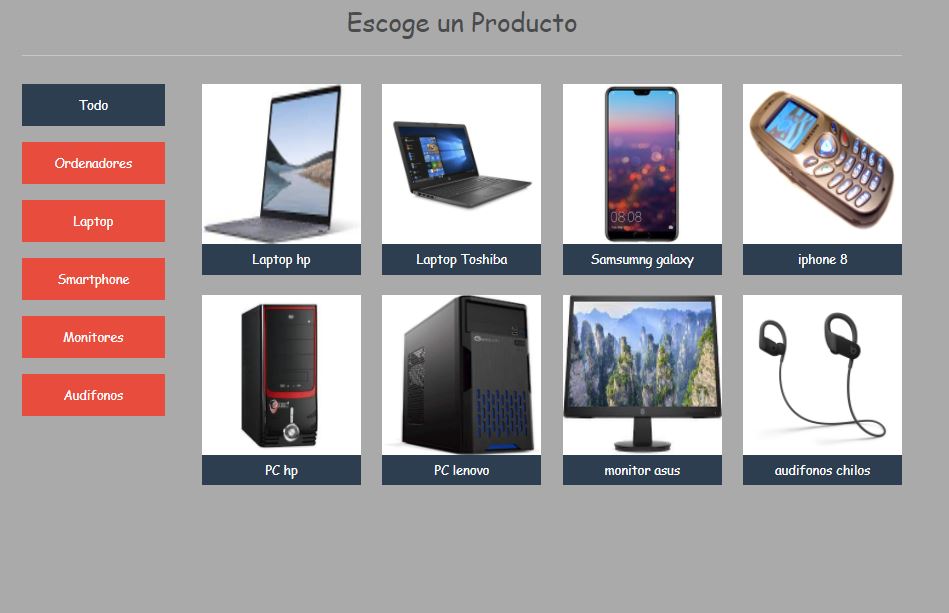 Escoge un Producto
Todo
Ordenadores
Laptop
Smartphone
Monitores
Audifonos
Laptop hp
Laptop Toshiba
08:08
Samsumng galaxy
iphone 8
PC hp
PC lenovo
monitor asus
audifonos chilos